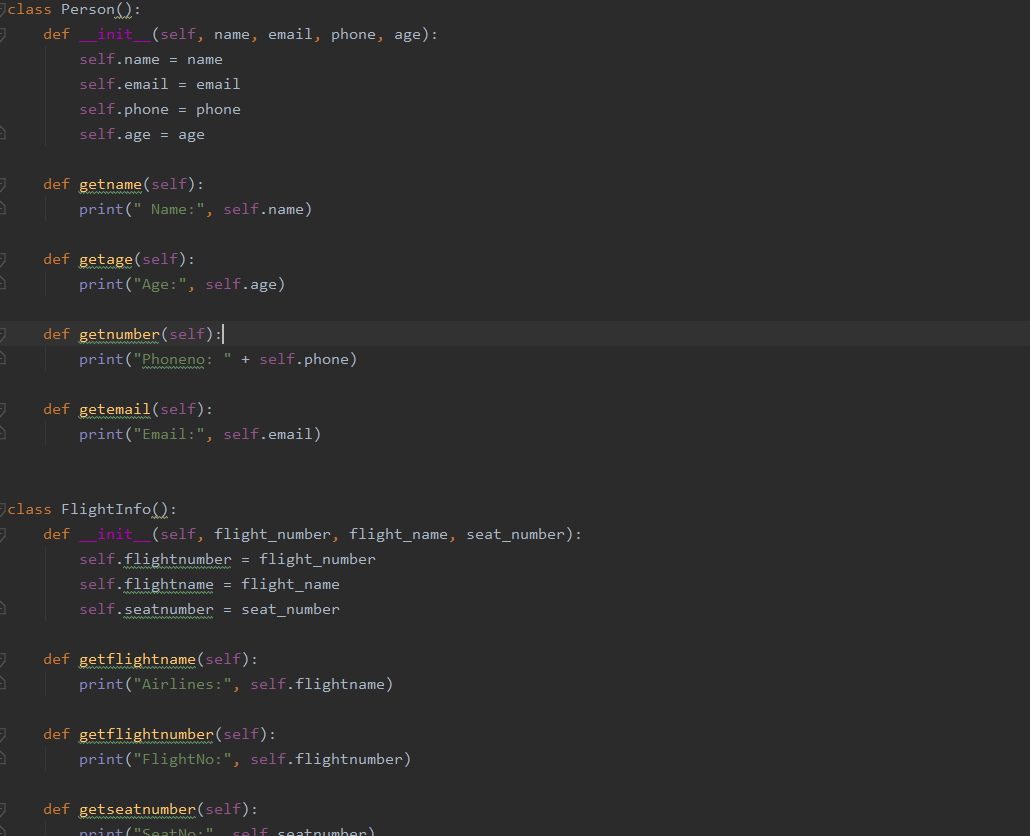 class Person():
    def __init__(self, name, email, phone, age):
        self.name = name
        self.email = email
        self.phone = phone
        self.age = age
    def getname(self):
        print(" Name:", self.name)
    def getage(self):
        print("Age:", self.age)
    def getnumber(self):
        print("Phoneno: " + self.phone)
    def getemail(self):
        print("Email:", self.email)
class FlightInfo():
    def __init__(self, flight_number, flight_name, seat_number):
        self.flightnumber = flight_number
        self.flightname = flight_name
        self.seatnumber = seat_number
    def getflightname(self):
        print("Airlines:", self.flightname)
    def getflightnumber(self):
        print("FlightNo:", self.flightnumber)
    def getseatnumber(self):
        print("SeatNo:", self.seatnumber)